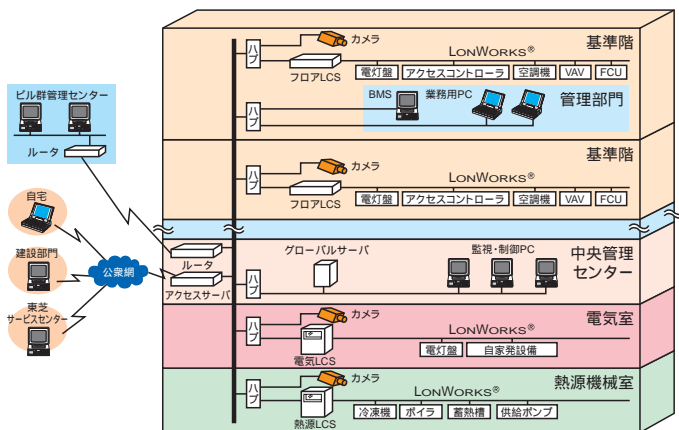 ハブ
カメラ
LONWORKS®
基準階
フロアLCS
電灯盤
アクセスコントローラ
空調機
VAV
FCU
ビル群管理センター
ルータ
ハブ
BMS
業務用PC
管理部門
ハブ
カメラ
LONWORKS®
基準階
フロアLCS
電灯盤
アクセスコントローラ
空調機
VAV
FCU
自宅
建設部門
東芝
サービスセンター
公衆網
ルータ
アクセスサーバ
ハブ
グローバルサーバ
監視・制御PC
中央管理
センター
ハブ
カメラ
LONWORKS®
電気室
電気LCS
電灯盤
自家発設備
ハブ
カメラ
LONWORKS®
熱源機械室
熱源LCS
冷凍機
ボイラ
蓄熱槽
供給ポンプ